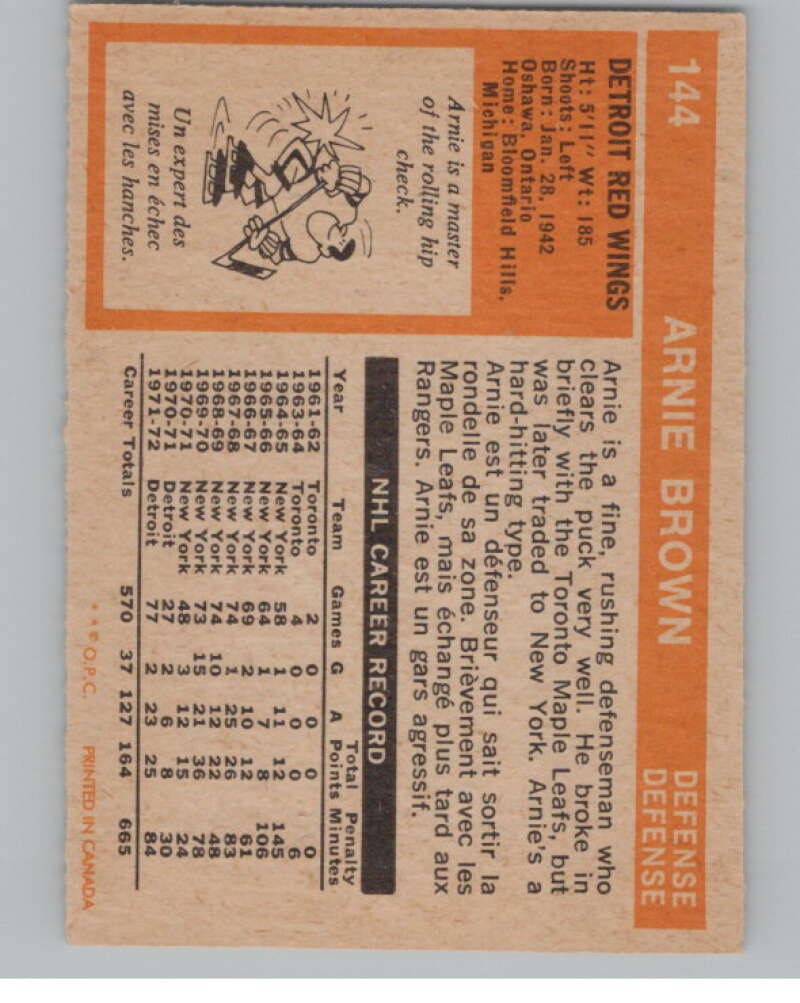 144 ARNIE BROWN DEFENSE
DEFENSE
DETROIT RED WINGS
Ht: 5'11" Wt: 185
Shoots: Left
Born: Jan. 28, 1942
Oshawa, Ontario
Home: Bloomfield Hills,
Michigan
Arnie is a master
of the rolling hip
check.
Un expert des
mises en échec
avec les hanches.
Arnie is a fine, rushing defenseman who
clears the puck very well. He broke in
briefly with the Toronto Maple Leafs, but
was later traded to New York. Arnie's a
hard-hitting type.
Arnie est un défenseur qui sait sortir la
rondelle de sa zone. Brièvement avec les
Maple Leafs, mais échangé plus tard aux
Rangers. Arnie est un gars agressif.
NHL CAREER RECORD
Total Penalty
Year Team Games G A Points Minutes
1961-62 Toronto 2 0 0 0 0
1963-64 Toronto 4 0 0 0 6
1964-65 New York 58 1 11 12 145
1965-66 New York 64 1 7 8 106
1966-67 New York 69 2 10 12 61
1967-68 New York 74 1 25 26 83
1968-69 New York 74 10 12 22 48
1969-70 New York 73 15 21 36 78
1970-71 New York 48 3 12 15 24
1970-71 Detroit 27 2 6 8 30
1971-72 Detroit 77 2 23 25 84
Career Totals 570 37 127 164 665
* * © O.P.C. PRINTED IN CANADA